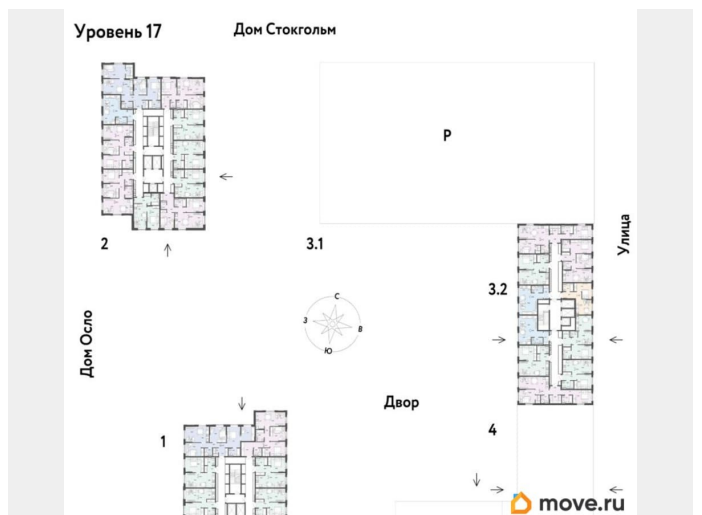 Уровень 17
Дом Стокгольм
P
Улица
2
3.1
3.2
С
З
В
Ю
Дом Осло
Двор
1
4
move.ru